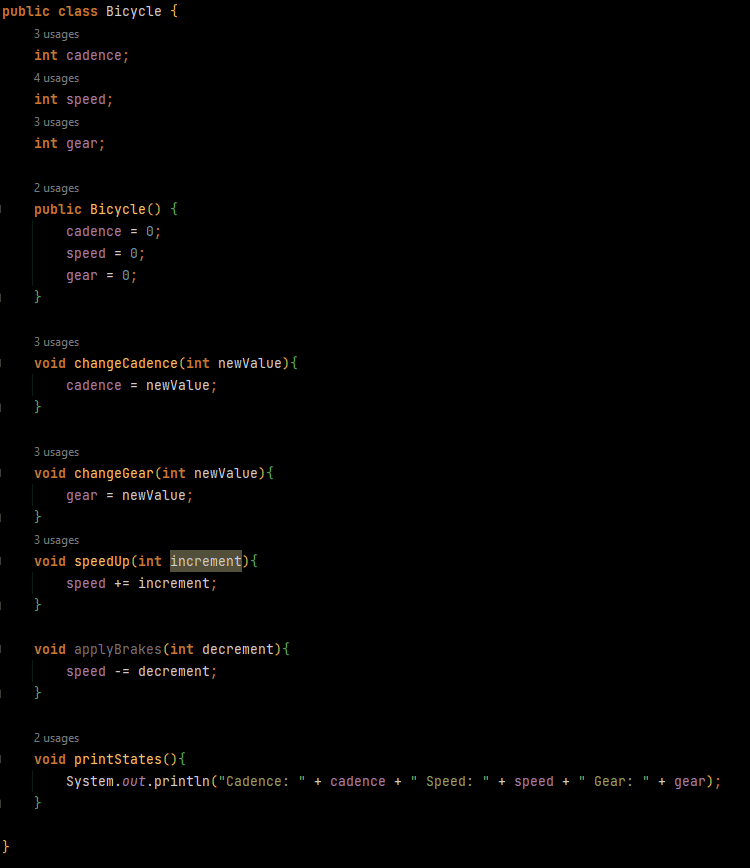 public class Bicycle {
3 usages
int cadence;
4 usages
int speed;
3 usages
int gear;
2 usages
public Bicycle() {
cadence = 0;
speed = 0;
gear = 0;
}
3 usages
void changeCadence(int newValue){
cadence = newValue;
}
3 usages
void changeGear(int newValue){
gear = newValue;
}
3 usages
void speedUp(int increment){
speed += increment;
}
void applyBrakes(int decrement){
speed -= decrement;
}
2 usages
void printStates(){
System.out.println("Cadence: " + cadence + " Speed: " + speed + " Gear: " + gear);
}
}